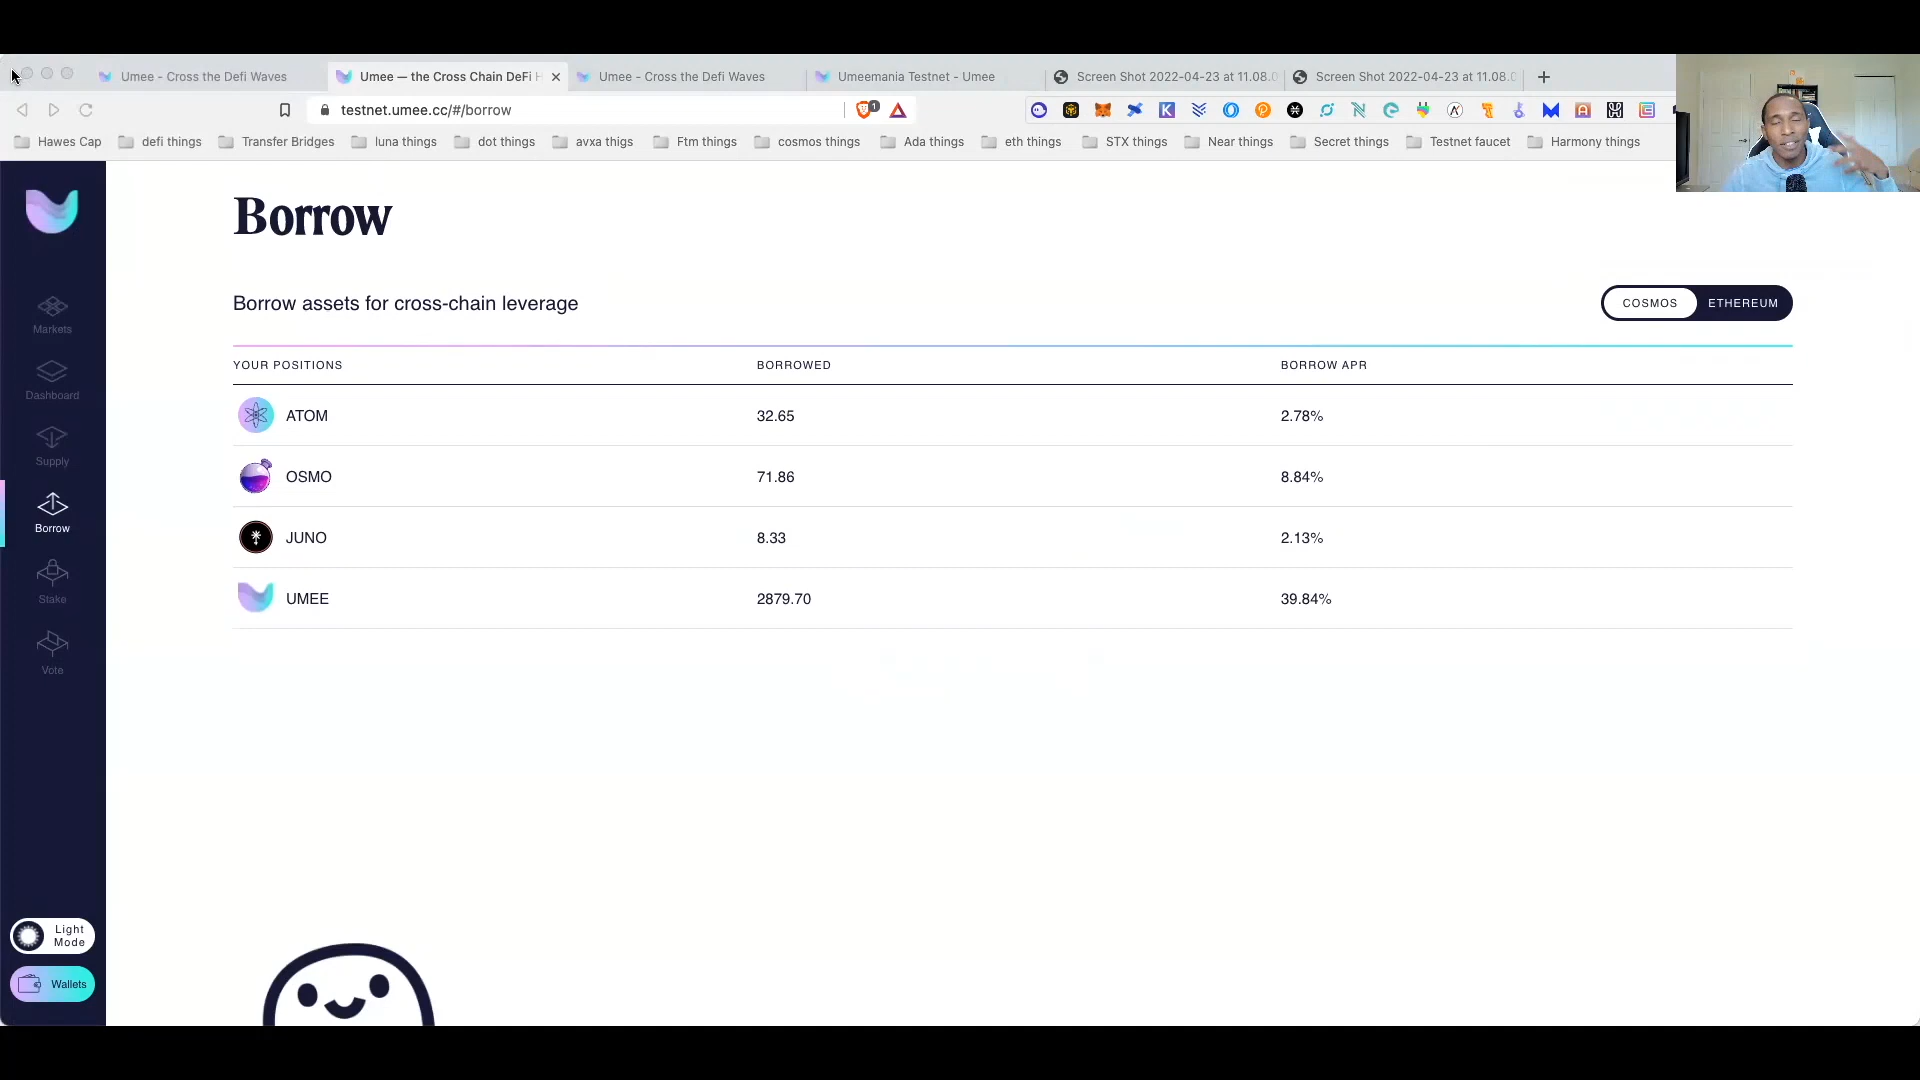 Umee - Cross the Defi Waves
Umee — the Cross Chain DeFi H
Umee - Cross the Defi Waves
Umeemania Testnet - Umee
Screen Shot 2022-04-23 at 11.08.0
Screen Shot 2022-04-23 at 11.08.0
testnet.umee.cc/#/borrow
1
Hawes Cap
defi things
Transfer Bridges
luna things
dot things
avxa thigs
Ftm things
cosmos things
Ada things
eth things
STX things
Near things
Secret things
Testnet faucet
Harmony things
Markets
Dashboard
Supply
Borrow
Stake
Vote
Light
Mode
Wallets
Borrow
Borrow assets for cross-chain leverage
COSMOS ETHEREUM
YOUR POSITIONS BORROWED BORROW APR
ATOM 32.65 2.78%
OSMO 71.86 8.84%
JUNO 8.33 2.13%
UMEE 2879.70 39.84%